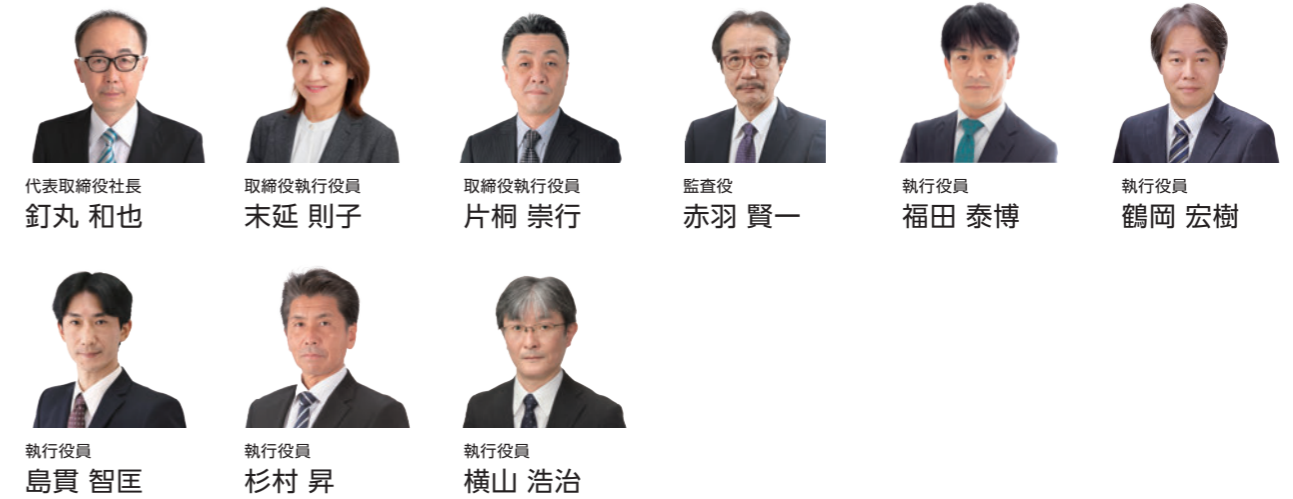 代表取締役社長
釘丸 和也
取締役執行役員
末延 則子
取締役執行役員
片桐 崇行
監査役
赤羽 賢一
執行役員
福田 泰博
執行役員
鶴岡 宏樹
執行役員
島貫 智匡
執行役員
杉村 昇
執行役員
横山 浩治